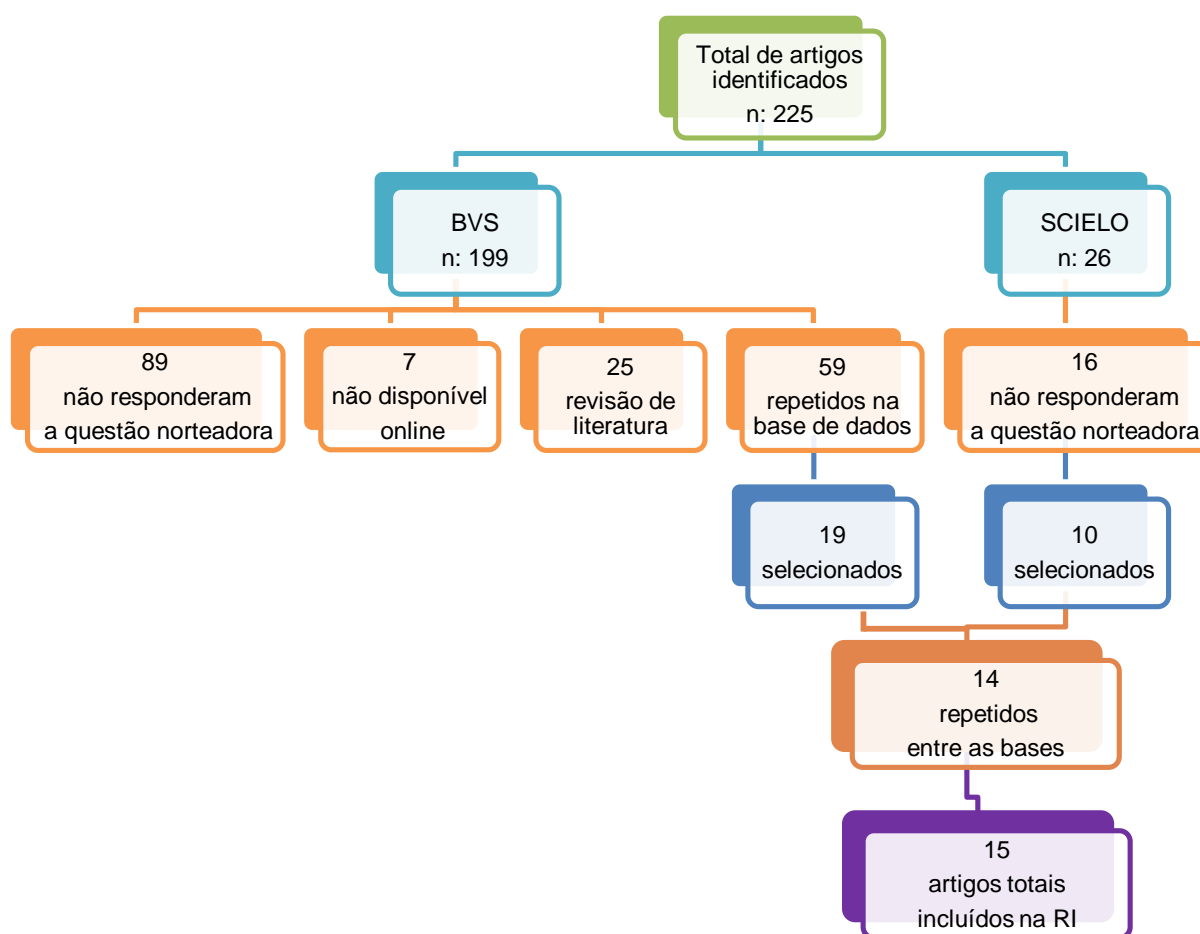 Total de artigos
identificados
n: 225
BVS
n: 199
SCIELO
n: 26
89
não responderam
a questão norteadora
7
não disponível
online
25
revisão de
literatura
59
repetidos na
base de dados
16
não responderam
a questão norteadora
19
selecionados
10
selecionados
14
repetidos
entre as bases
15
artigos totais
incluídos na RI